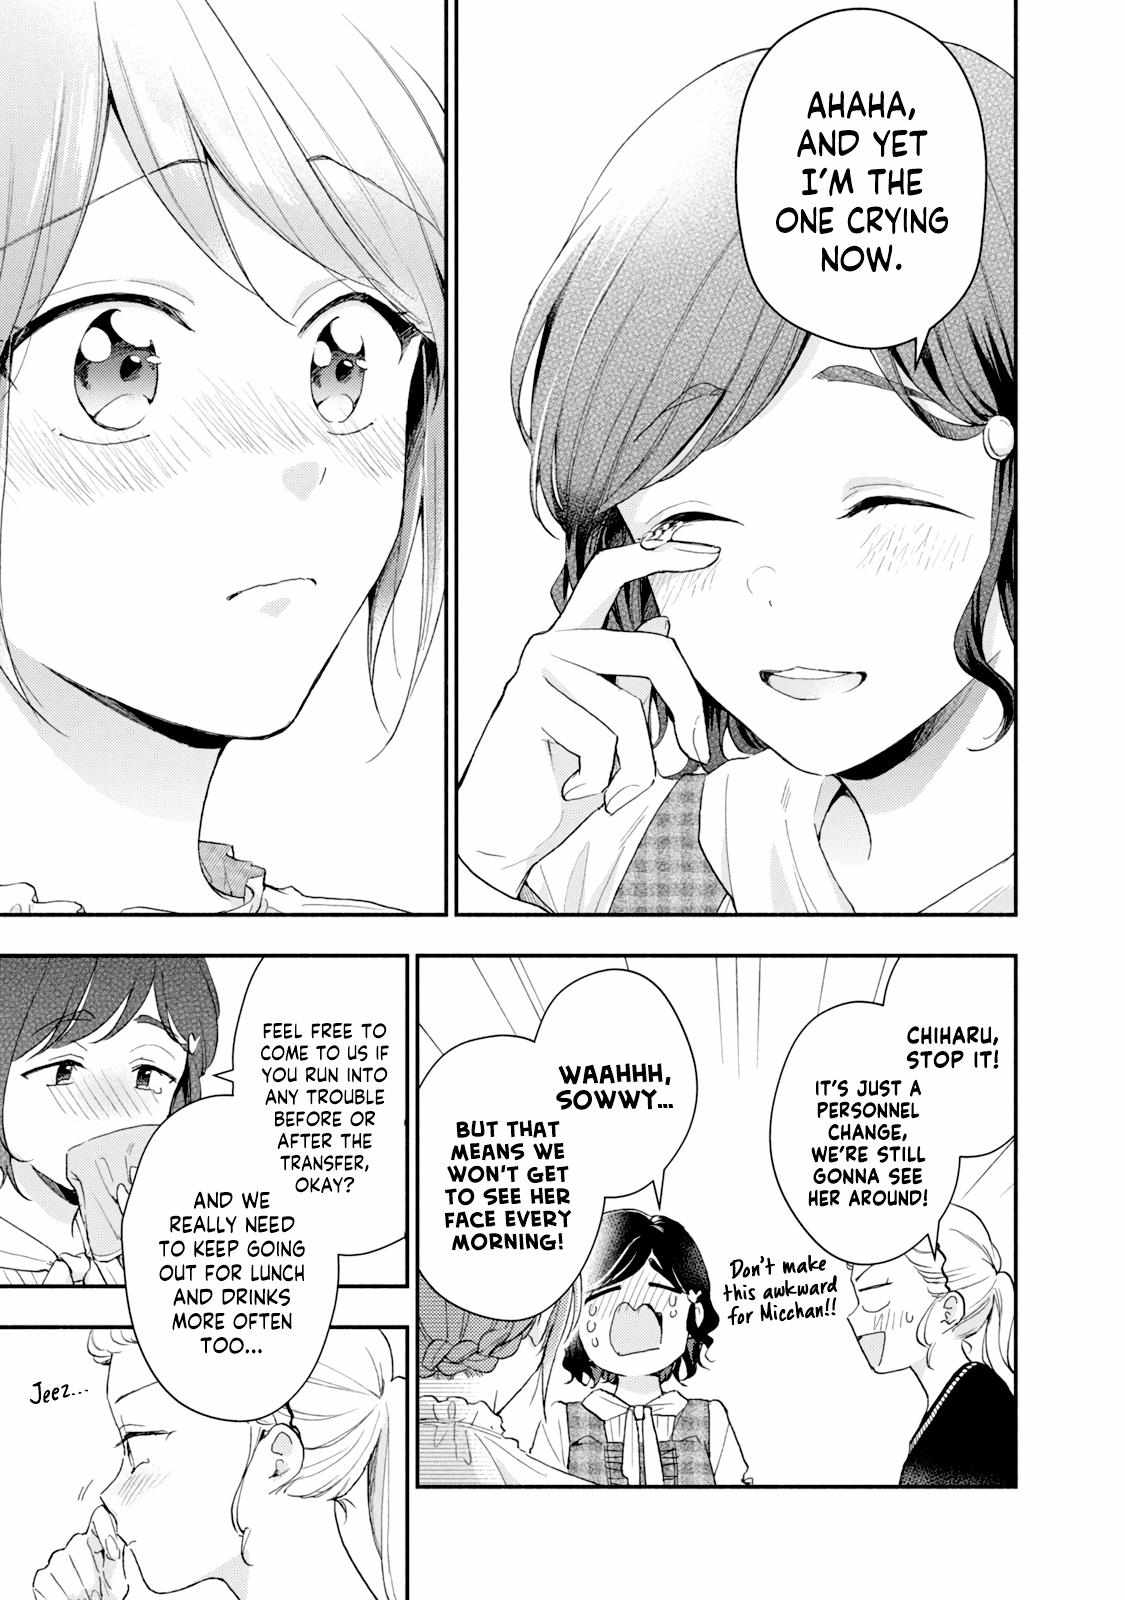 AHAHA,
AND YET
I'M THE
ONE CRYING
NOW.
CHIHARU,
STOP IT!
IT'S JUST A
PERSONNEL
CHANGE,
WE'RE STILL
GONNA SEE
HER AROUND!
Don't make
this awkward
for Micchan!!
WAAHHH,
SOWWY...
BUT THAT
MEANS WE
WON'T GET
TO SEE HER
FACE EVERY
MORNING!
FEEL FREE TO
COME TO US IF
YOU RUN INTO
ANY TROUBLE
BEFORE OR
AFTER THE
TRANSFER,
OKAY?
AND WE
REALLY NEED
TO KEEP GOING
OUT FOR LUNCH
AND DRINKS
MORE OFTEN
TOO...
Jeez...